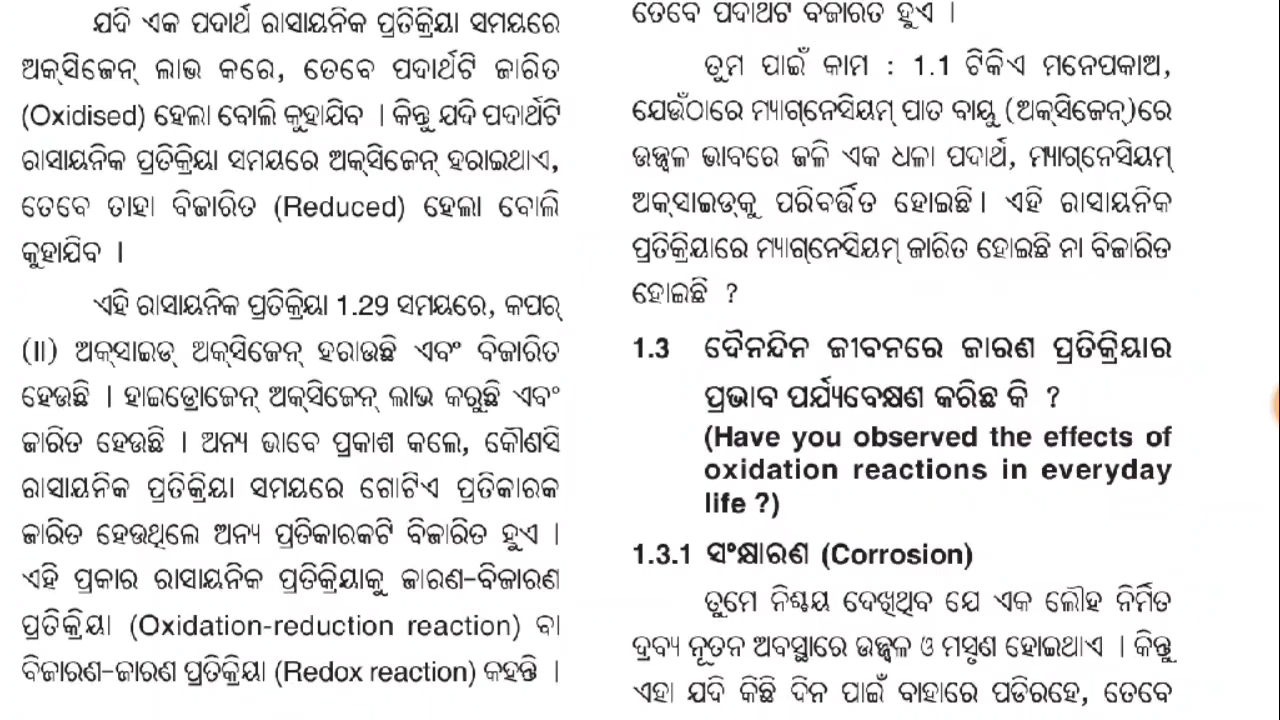 ଯଦି ଏକ ପଦାର୍ଥ ରାସାୟନିକ ପ୍ରତିକ୍ରିୟା ସମୟରେ
ଅକ୍‌ସିଜେନ୍ ଲାଭ କରେ, ତେବେ ପଦାର୍ଥଟି ଜାରିତ
(Oxidised) ହେଲା ବୋଲି କୁହାଯିବ । କିନ୍ତୁ ଯଦି ପଦାର୍ଥଟି
ରାସାୟନିକ ପ୍ରତିକ୍ରିୟା ସମୟରେ ଅକ୍‌ସିଜେନ୍ ହରାଇଥାଏ,
ତେବେ ତାହା ବିଜାରିତ (Reduced) ହେଲା ବୋଲି
କୁହାଯିବ ।
ଏହି ରାସାୟନିକ ପ୍ରତିକ୍ରିୟା 1.29 ସମୟରେ, କପର୍
(II) ଅକ୍‌ସାଇଡ୍ ଅକ୍‌ସିଜେନ୍ ହରାଉଛି ଏବଂ ବିଜାରିତ
ହେଉଛି । ହାଇଡ୍ରୋଜେନ୍ ଅକ୍‌ସିଜେନ୍ ଲାଭ କରୁଛି ଏବଂ
ଜାରିତ ହେଉଛି । ଅନ୍ୟ ଭାବେ ପ୍ରକାଶ କଲେ, କୌଣସି
ରାସାୟନିକ ପ୍ରତିକ୍ରିୟା ସମୟରେ ଗୋଟିଏ ପ୍ରତିକାରକ
ଜାରିତ ହେଉଥିଲେ ଅନ୍ୟ ପ୍ରତିକାରକଟି ବିଜାରିତ ହୁଏ ।
ଏହି ପ୍ରକାର ରାସାୟନିକ ପ୍ରତିକ୍ରିୟାକୁ ଜାରଣ-ବିଜାରଣ
ପ୍ରତିକ୍ରିୟା (Oxidation-reduction reaction) ବା
ବିଜାରଣ-ଜାରଣ ପ୍ରତିକ୍ରିୟା (Redox reaction) କହନ୍ତି ।
ତେବେ ପଦାର୍ଥଟି ବିଜାରିତ ହୁଏ ।
ତୁମ ପାଇଁ କାମ : 1.1 ଟିକିଏ ମନେପକାଅ,
ଯେଉଁଠାରେ ମ୍ୟାଗ୍‌ନେସିୟମ୍ ପାତ ବାୟୁ (ଅକ୍‌ସିଜେନ୍)ରେ
ଉଜ୍ଜ୍ୱଳ ଭାବରେ ଜଳି ଏକ ଧଳା ପଦାର୍ଥ, ମ୍ୟାଗ୍‌ନେସିୟମ୍
ଅକ୍‌ସାଇଡ୍‌କୁ ପରିବର୍ତ୍ତିତ ହୋଇଛି। ଏହି ରାସାୟନିକ
ପ୍ରତିକ୍ରିୟାରେ ମ୍ୟାଗ୍‌ନେସିୟମ୍ ଜାରିତ ହୋଇଛି ନା ବିଜାରିତ
ହୋଇଛି ?
1.3 ଦୈନନ୍ଦିନ ଜୀବନରେ ଜାରଣ ପ୍ରତିକ୍ରିୟାର
ପ୍ରଭାବ ପର୍ଯ୍ୟବେକ୍ଷଣ କରିଛ କି ?
(Have you observed the effects of
oxidation reactions in everyday
life ?)
1.3.1 ସଂକ୍ଷାରଣ (Corrosion)
ତୁମେ ନିଶ୍ଚୟ ଦେଖିଥିବ ଯେ ଏକ ଲୌହ ନିର୍ମିତ
ଦ୍ରବ୍ୟ ନୂତନ ଅବସ୍ଥାରେ ଉଜ୍ଜ୍ୱଳ ଓ ମସୃଣ ହୋଇଥାଏ । କିନ୍ତୁ
ଏହା ଯଦି କିଛି ଦିନ ପାଇଁ ବାହାରେ ପଡିରହେ, ତେବେ